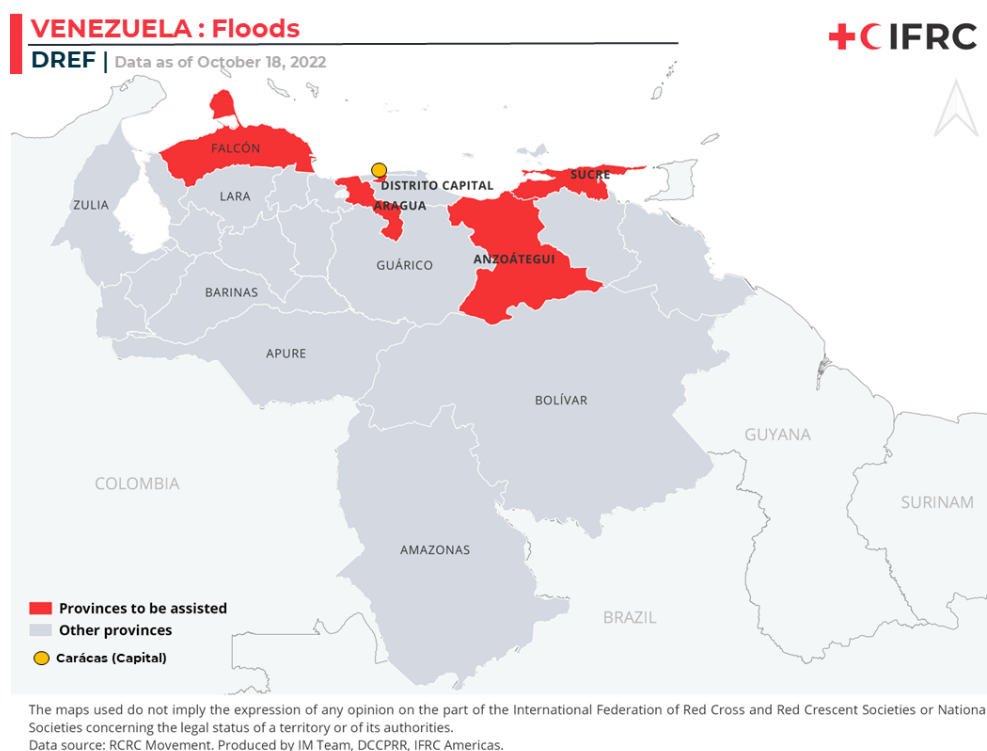 VENEZUELA : Floods
DREF | Data as of October 18, 2022
IFRC
FALCÓN
DISTRITO CAPITAL
SUCRE
ZULIA
LARA
ARAGUA
GUÁRICO
ANZOÁTEGUI
BARINAS
APURE
BOLÍVAR
GUYANA
COLOMBIA
SURINAM
AMAZONAS
BRAZIL
Provinces to be assisted
Other provinces
Carácas (Capital)
The maps used do not imply the expression of any opinion on the part of the International Federation of Red Cross and Red Crescent Societies or Nationa
Societies concerning the legal status of a territory or of its authorities.
Data source: RCRC Movement. Produced by IM Team, DCCPRR, IFRC Americas.